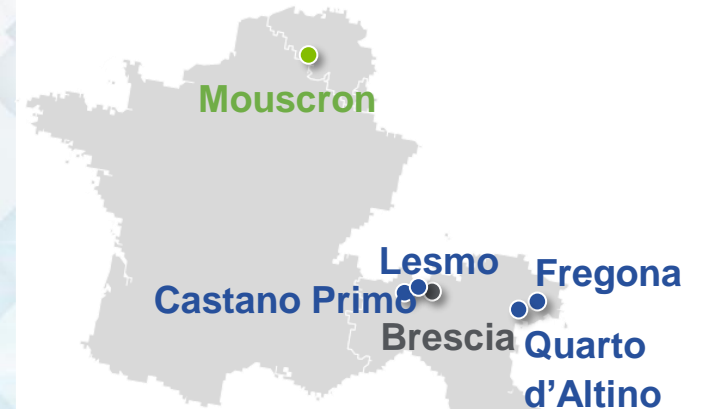 Mouscron
Lesmo
Fregona
Castano Primo
Brescia
Quarto
d’Altino